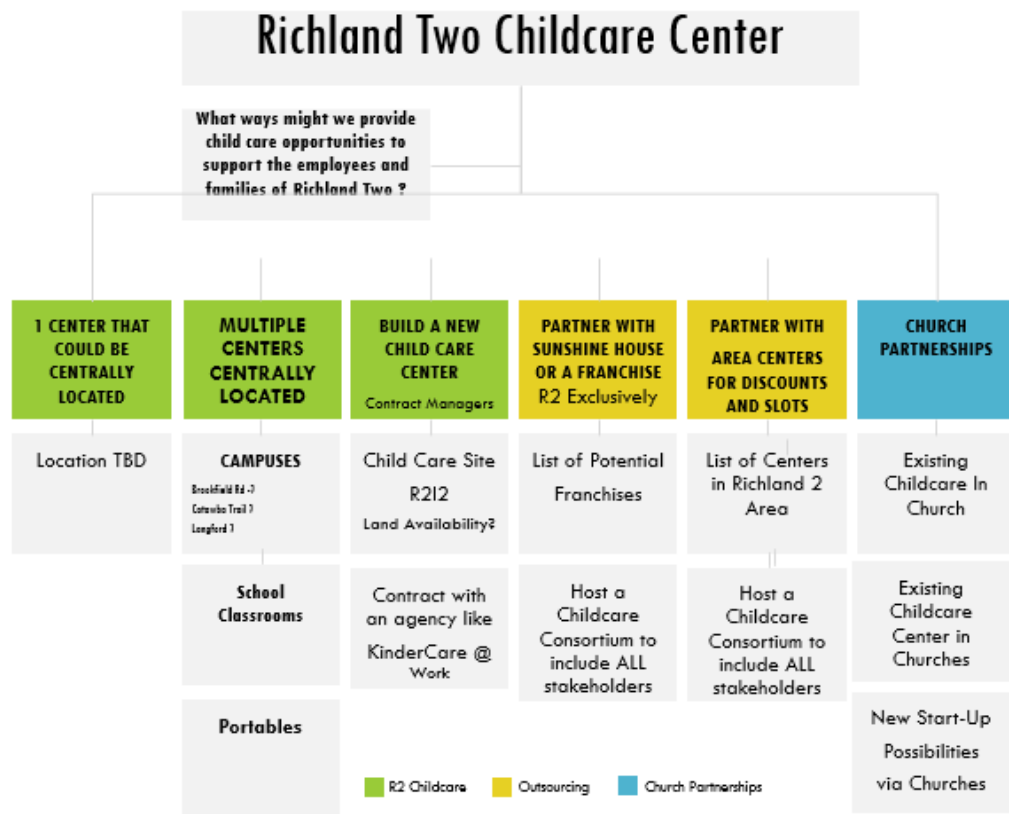 Richland Two Childcare Center
What ways might we provide
child care opportunities to
support the employees and
families of Richland Two ?
1 CENTER THAT
COULD BE
CENTRALLY
LOCATED
Location TBD
MULTIPLE
CENTERS
CENTRALLY
LOCATED
CAMPUSES
Brookfield Rd -?
Catawba Trail ?
Longford ?
School
Classrooms
Portables
BUILD A NEW
CHILD CARE
CENTER
Contract Managers
Child Care Site
R2I2
Land Availability?
Contract with
an agency like
KinderCare @
Work
PARTNER WITH
SUNSHINE HOUSE
OR A FRANCHISE
R2 Exclusively
List of Potential
Franchises
Host a
Childcare
Consortium to
include ALL
stakeholders
PARTNER WITH
AREA CENTERS
FOR DISCOUNTS
AND SLOTS
List of Centers
in Richland 2
Area
Host a
Childcare
Consortium to
include ALL
stakeholders
CHURCH
PARTNERSHIPS
Existing
Childcare In
Church
Existing
Childcare
Center in
Churches
New Start-Up
Possibilities
via Churches
R2 Childcare
Outsourcing
Church Partnerships